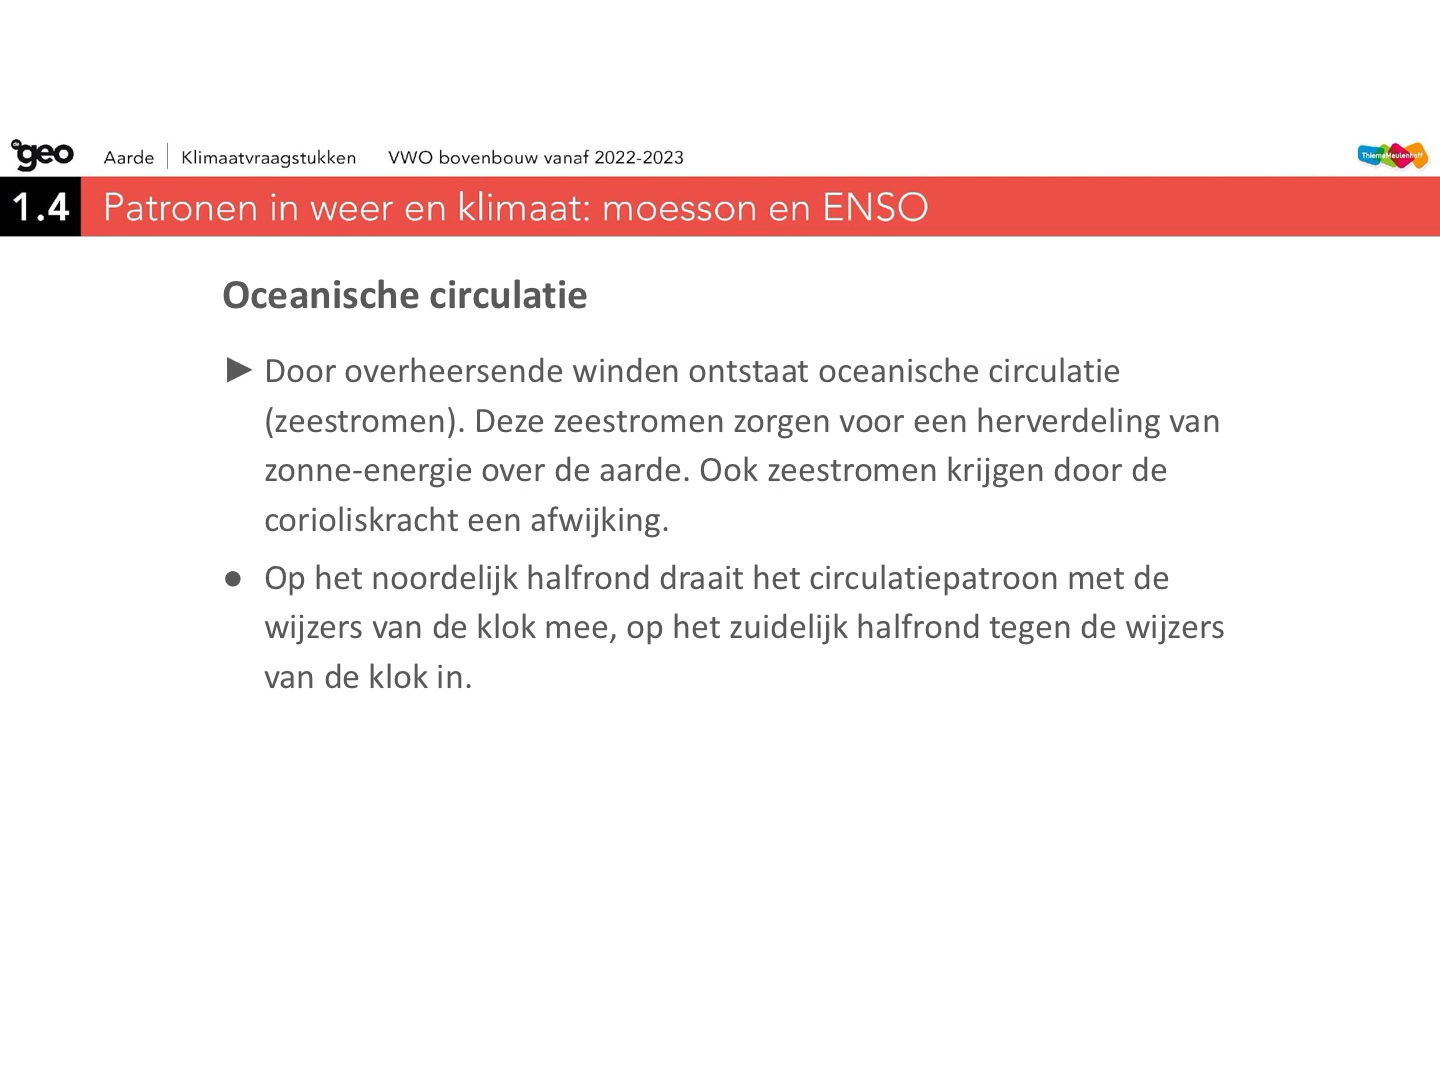 de geo Aarde | Klimaatvraagstukken VWO bovenbouw vanaf 2022-2023 ThiemeMeulenhoff
1.4 Patronen in weer en klimaat: moesson en ENSO
Oceanische circulatie
► Door overheersende winden ontstaat oceanische circulatie
(zeestromen). Deze zeestromen zorgen voor een herverdeling van
zonne-energie over de aarde. Ook zeestromen krijgen door de
corioliskracht een afwijking.
● Op het noordelijk halfrond draait het circulatiepatroon met de
wijzers van de klok mee, op het zuidelijk halfrond tegen de wijzers
van de klok in.